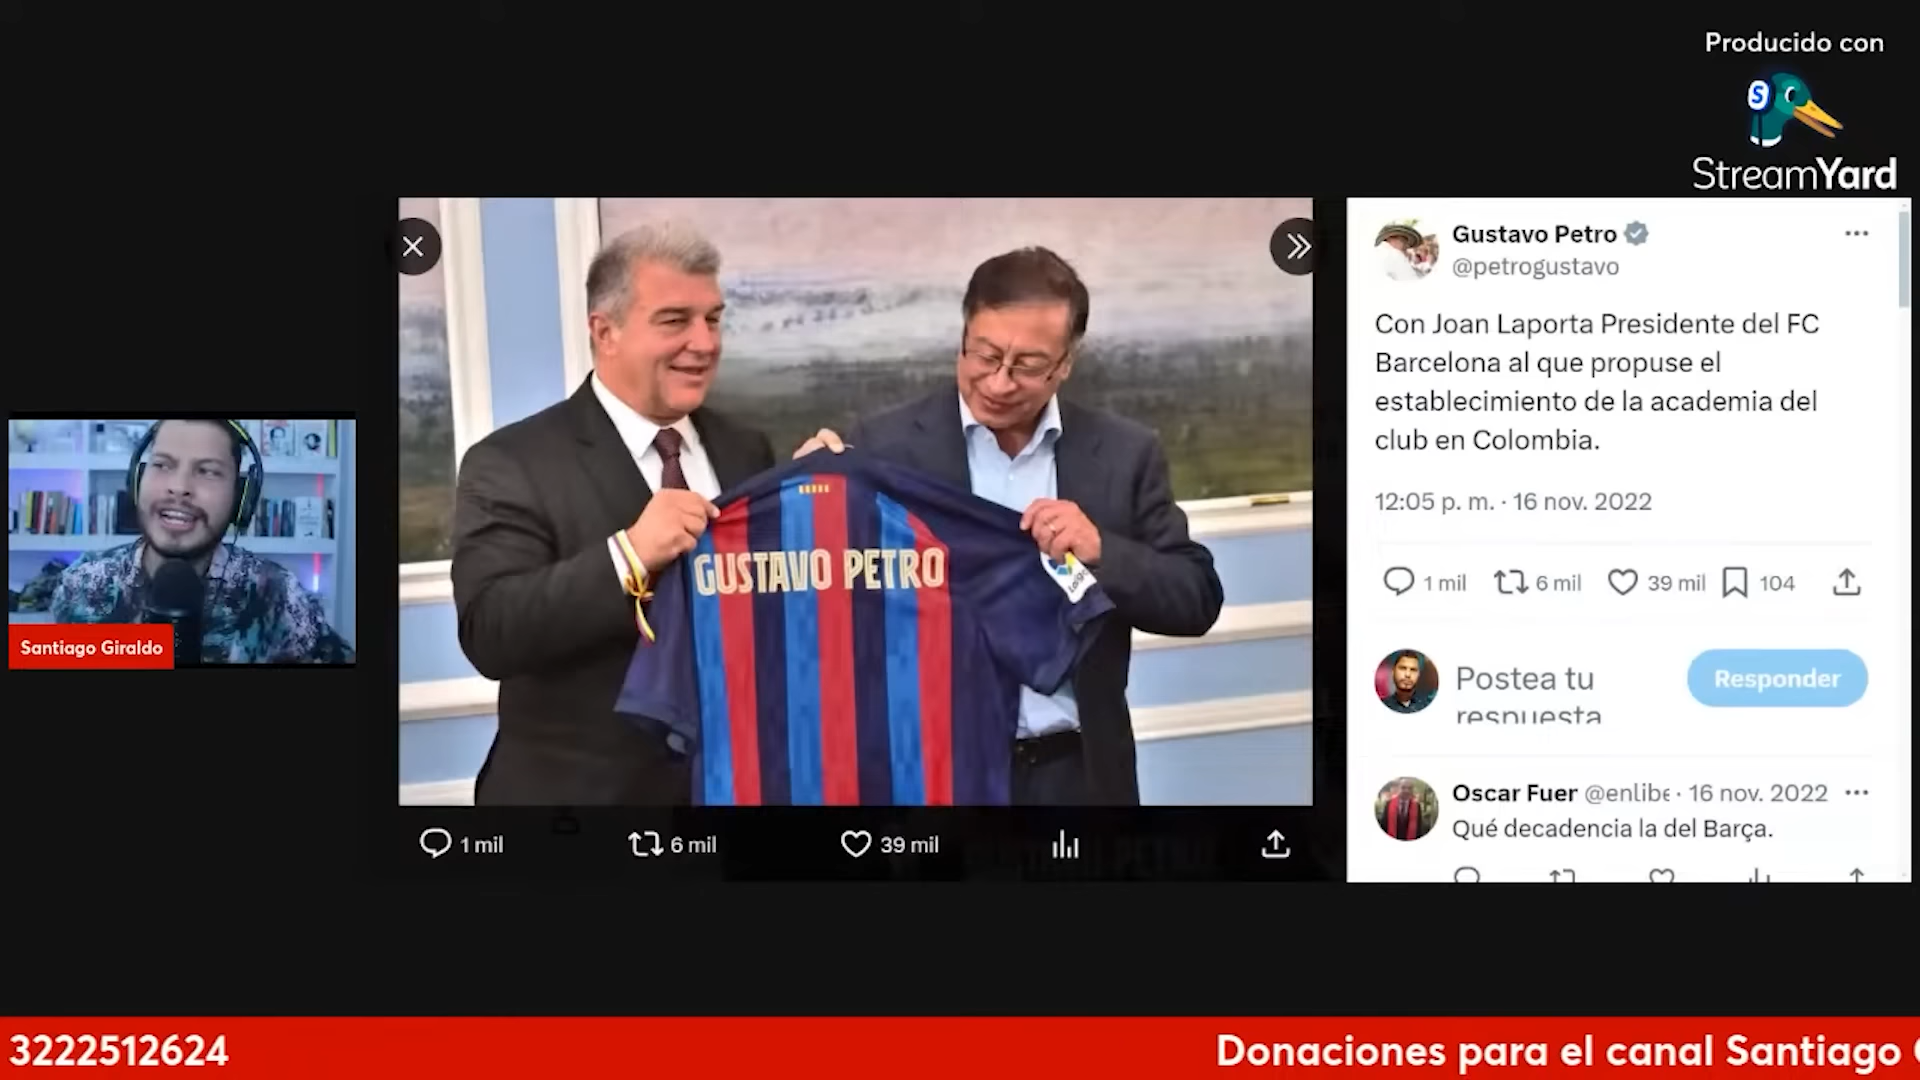 Producido con
S
StreamYard
Gustavo Petro
@petrogustavo
Con Joan Laporta Presidente del FC
Barcelona al que propuse el
establecimiento de la academia del
club en Colombia.
12:05 p. m. · 16 nov. 2022
1 mil 6 mil 39 mil 104
Postea tu
respuesta
Responder
Oscar Fuer @enlibe · 16 nov. 2022
Qué decadencia la del Barça.
GUSTAVO PETRO
LaLiga
1 mil 6 mil 39 mil
Santiago Giraldo
3222512624 Donaciones para el canal Santiago